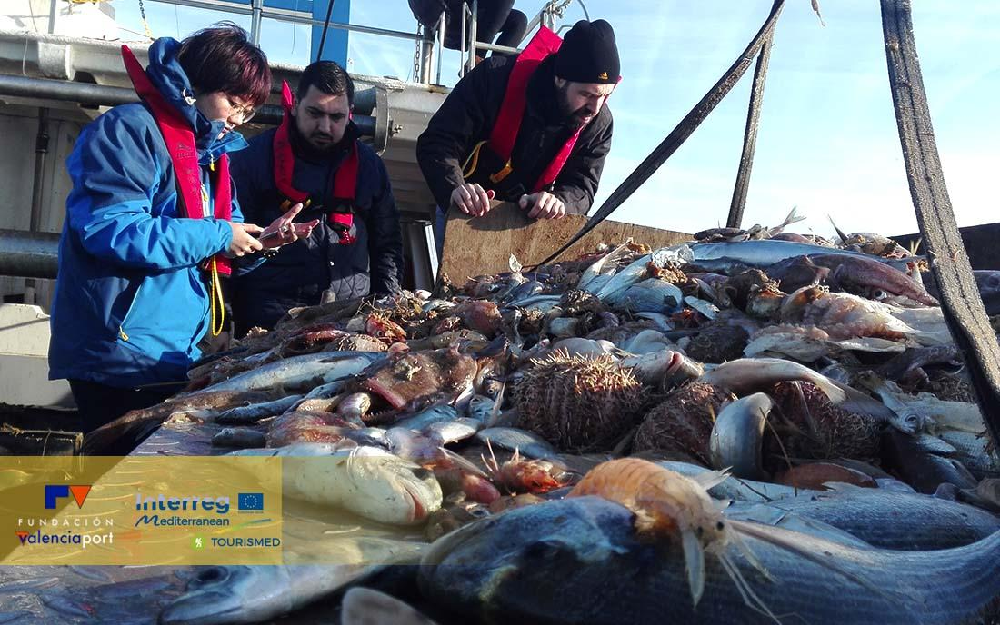 FUNDACIÓN
valenciaport
Interreg
Mediterranean
TOURISMED